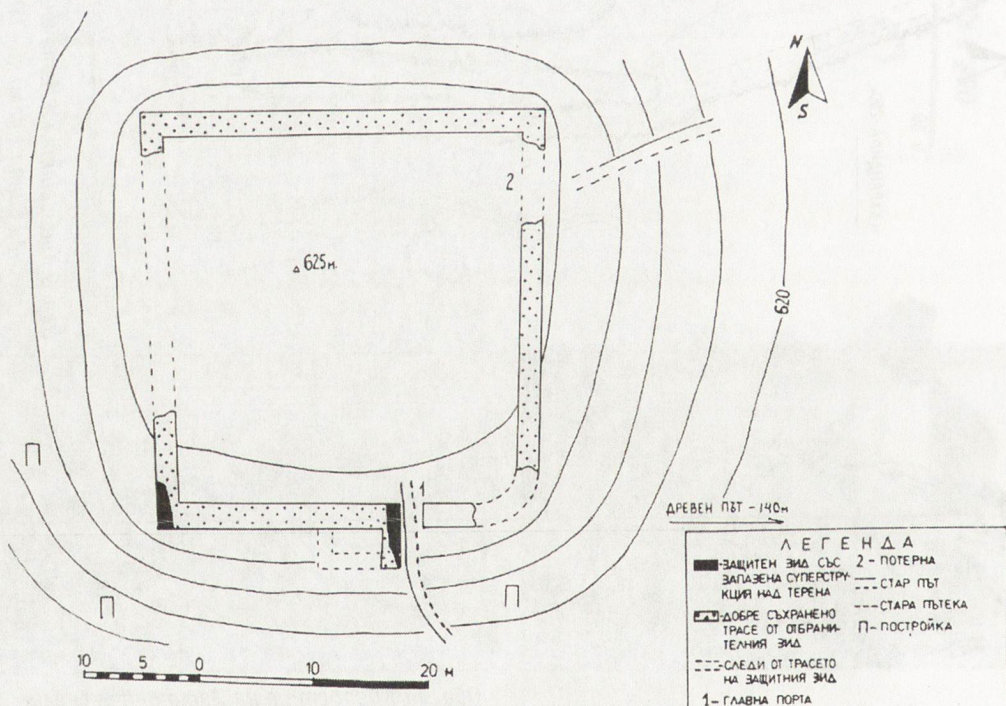 N
S
2
625м.
620
ДРЕВЕН ПЪТ - 140м
10 5 0 10 20 м
ЛЕГЕНДА
-ЗАЩИТЕН ЗИД СЪС
ЗАПАЗЕНА СУПЕРСТРУ-
КЦИЯ НАД ТЕРЕНА
-ДОБРЕ СЪХРАНЕНО
ТРАСЕ ОТ ОТБРАНИ-
ТЕЛНИЯ ЗИД
-СЛЕДИ ОТ ТРАСЕТО
НА ЗАЩИТНИЯ ЗИД
1- ГЛАВНА ПОРТА
2 - ПОТЕРНА
- СТАР ПЪТ
- СТАРА ПЪТЕКА
П- ПОСТРОЙКА